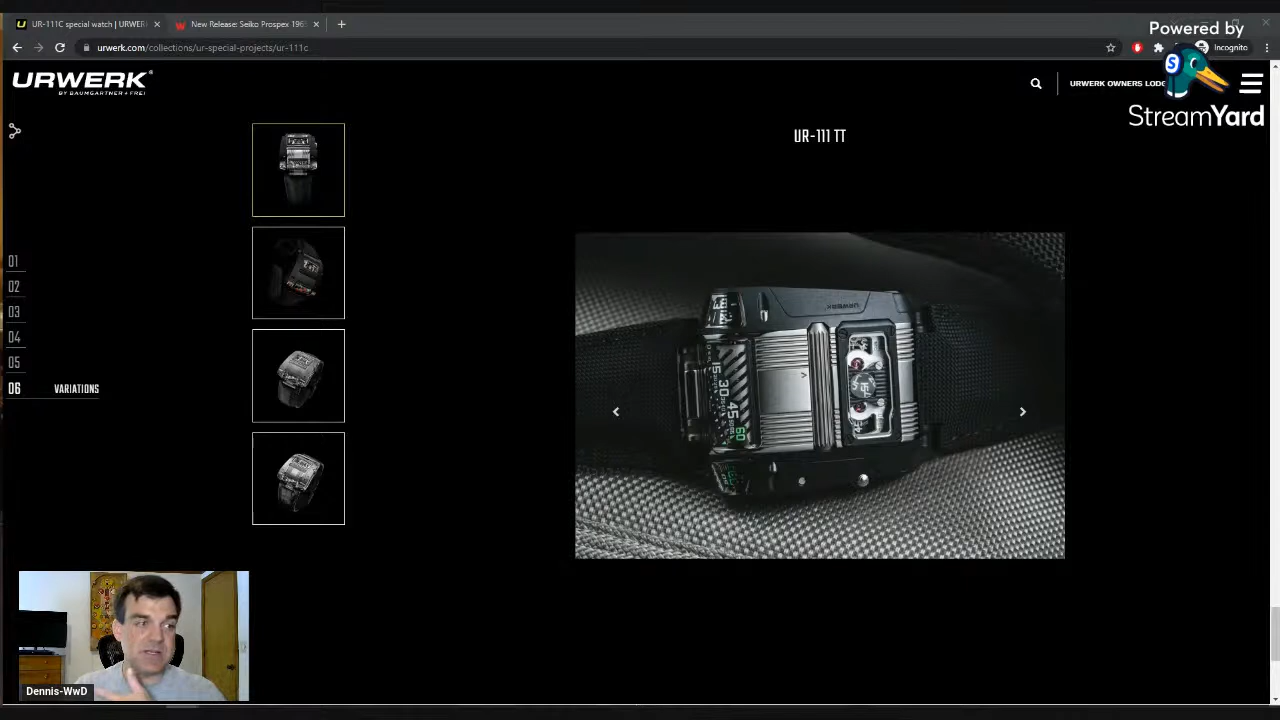 UR-111C special watch | URWERK
New Release: Seiko Prospex 1965
urwerk.com/collections/ur-special-projects/ur-111c
Incognito
Powered by
StreamYard
URWERK
BY BAUMGARTNER+FREI
URWERK OWNERS LODG
UR-111 TT
01
02
03
04
05
06 VARIATIONS
URWERK
15 30 45 60
Dennis-WwD